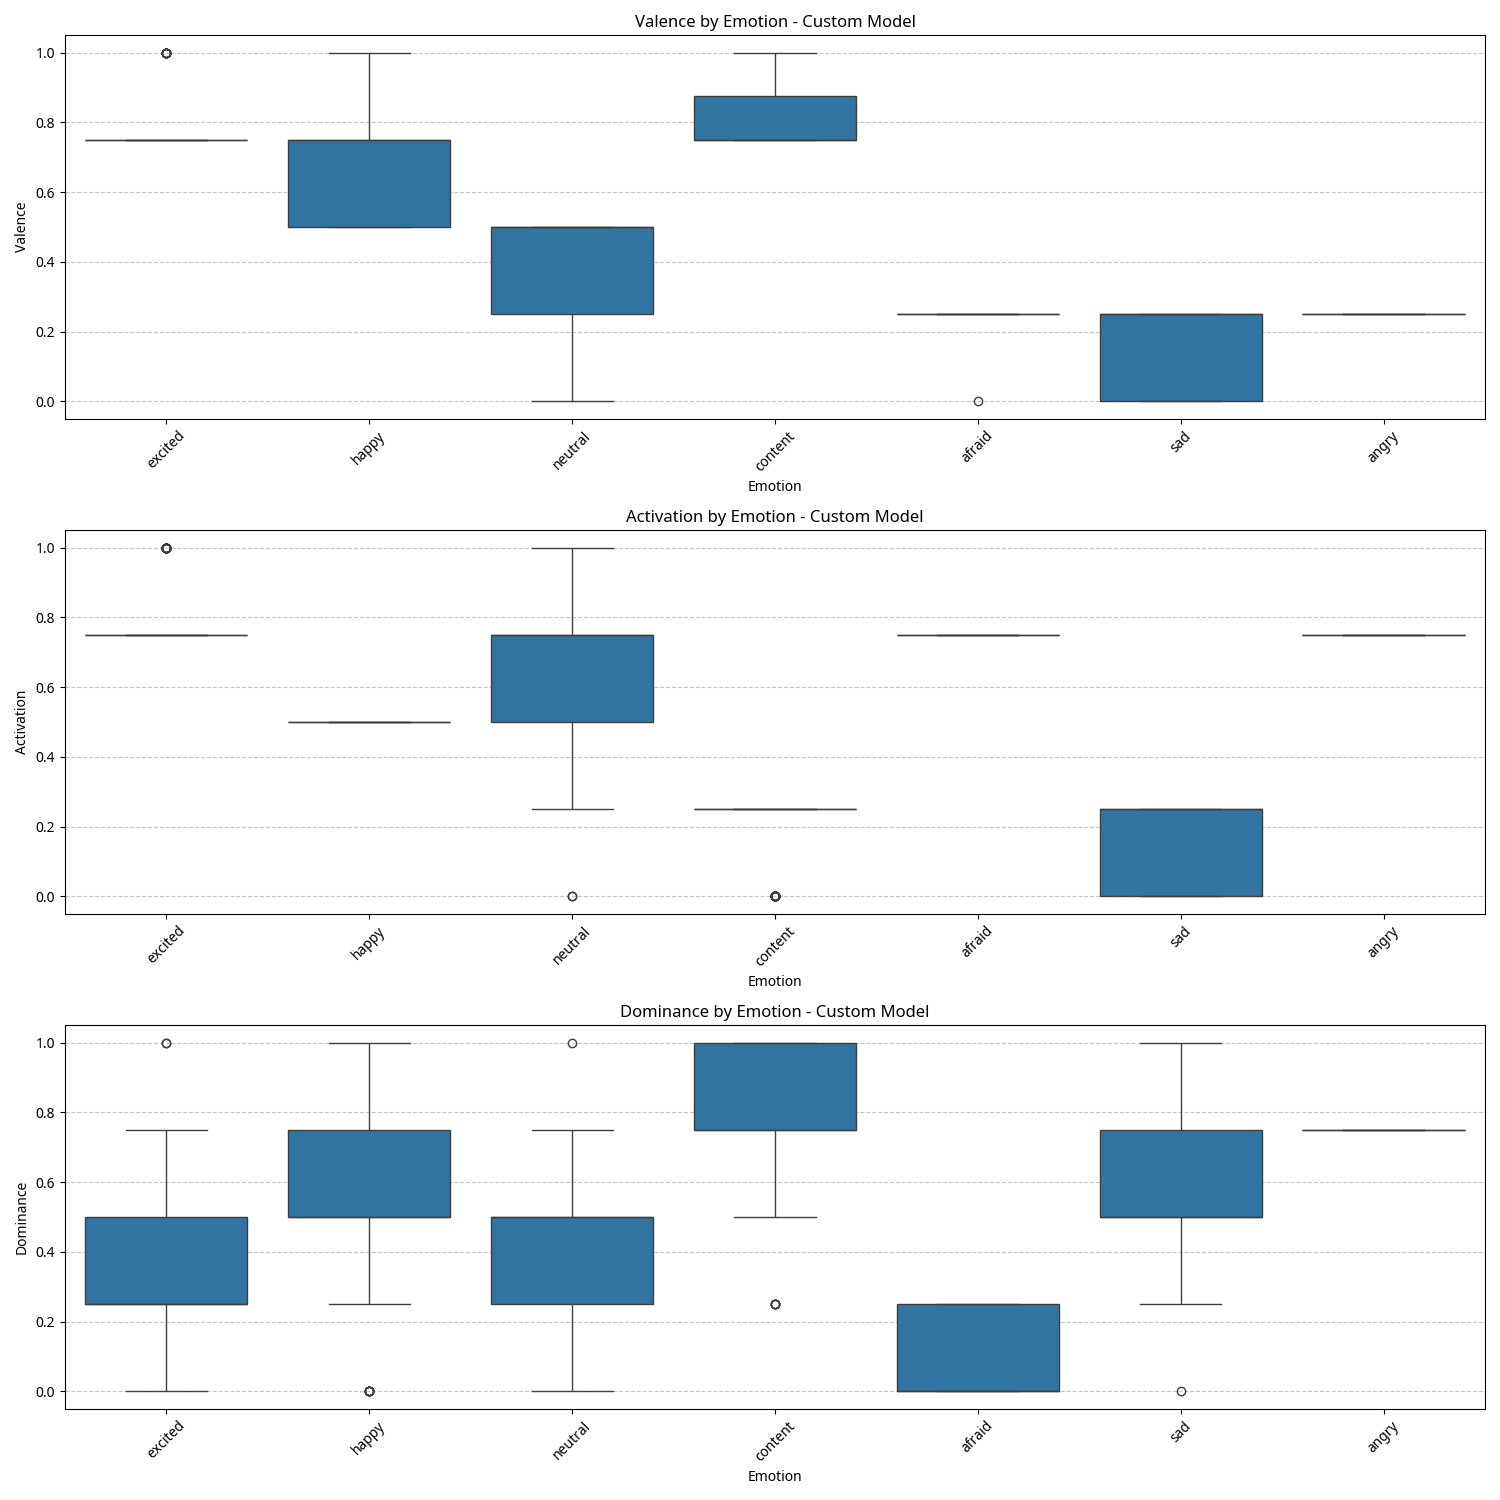 Valence by Emotion - Custom Model
1.0
0.8
0.6
0.4
0.2
0.0
Valence
excited
happy
neutral
content
afraid
sad
angry
Emotion
Activation by Emotion - Custom Model
1.0
0.8
0.6
0.4
0.2
0.0
Activation
excited
happy
neutral
content
afraid
sad
angry
Emotion
Dominance by Emotion - Custom Model
1.0
0.8
0.6
0.4
0.2
0.0
Dominance
excited
happy
neutral
content
afraid
sad
angry
Emotion